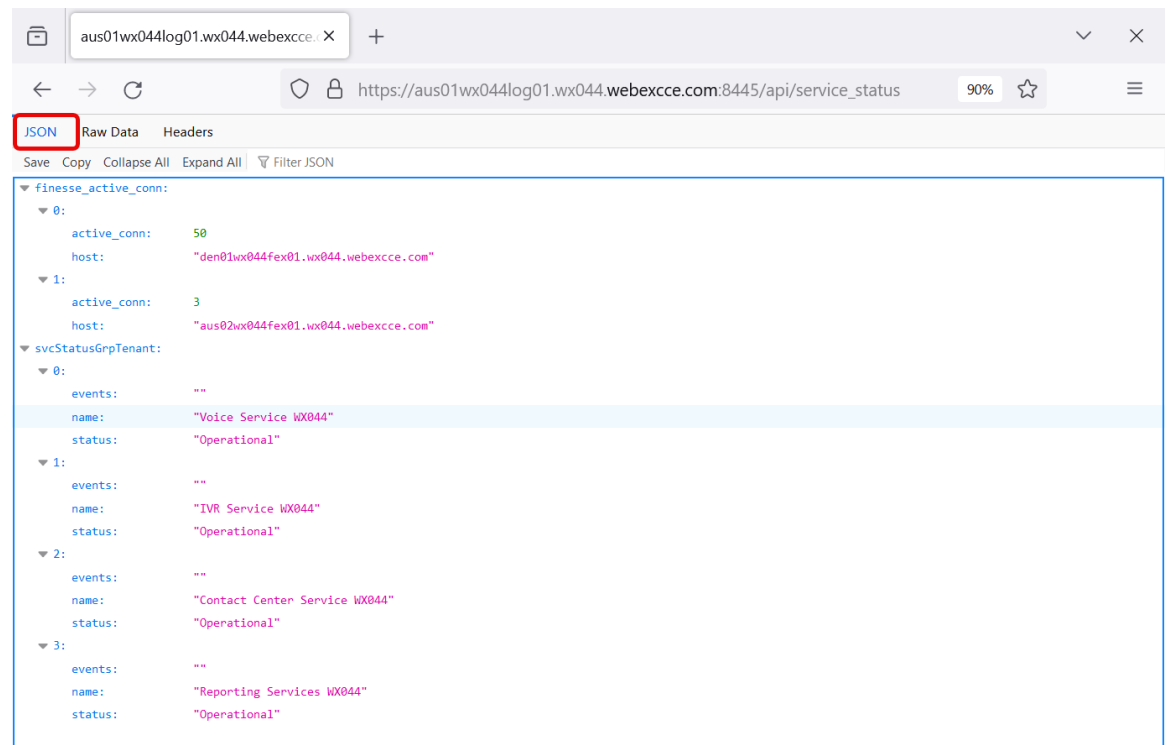 aus01wx044log01.wx044.webexcce.
https://aus01wx044log01.wx044.webexcce.com:8445/api/service_status 90%
JSON Raw Data Headers
Save Copy Collapse All Expand All Filter JSON
finesse_active_conn:
0:
active_conn: 50
host: "den01wx044fex01.wx044.webexcce.com"
1:
active_conn: 3
host: "aus02wx044fex01.wx044.webexcce.com"
svcStatusGrpTenant:
0:
events: ""
name: "Voice Service WX044"
status: "Operational"
1:
events: ""
name: "IVR Service WX044"
status: "Operational"
2:
events: ""
name: "Contact Center Service WX044"
status: "Operational"
3:
events: ""
name: "Reporting Services WX044"
status: "Operational"